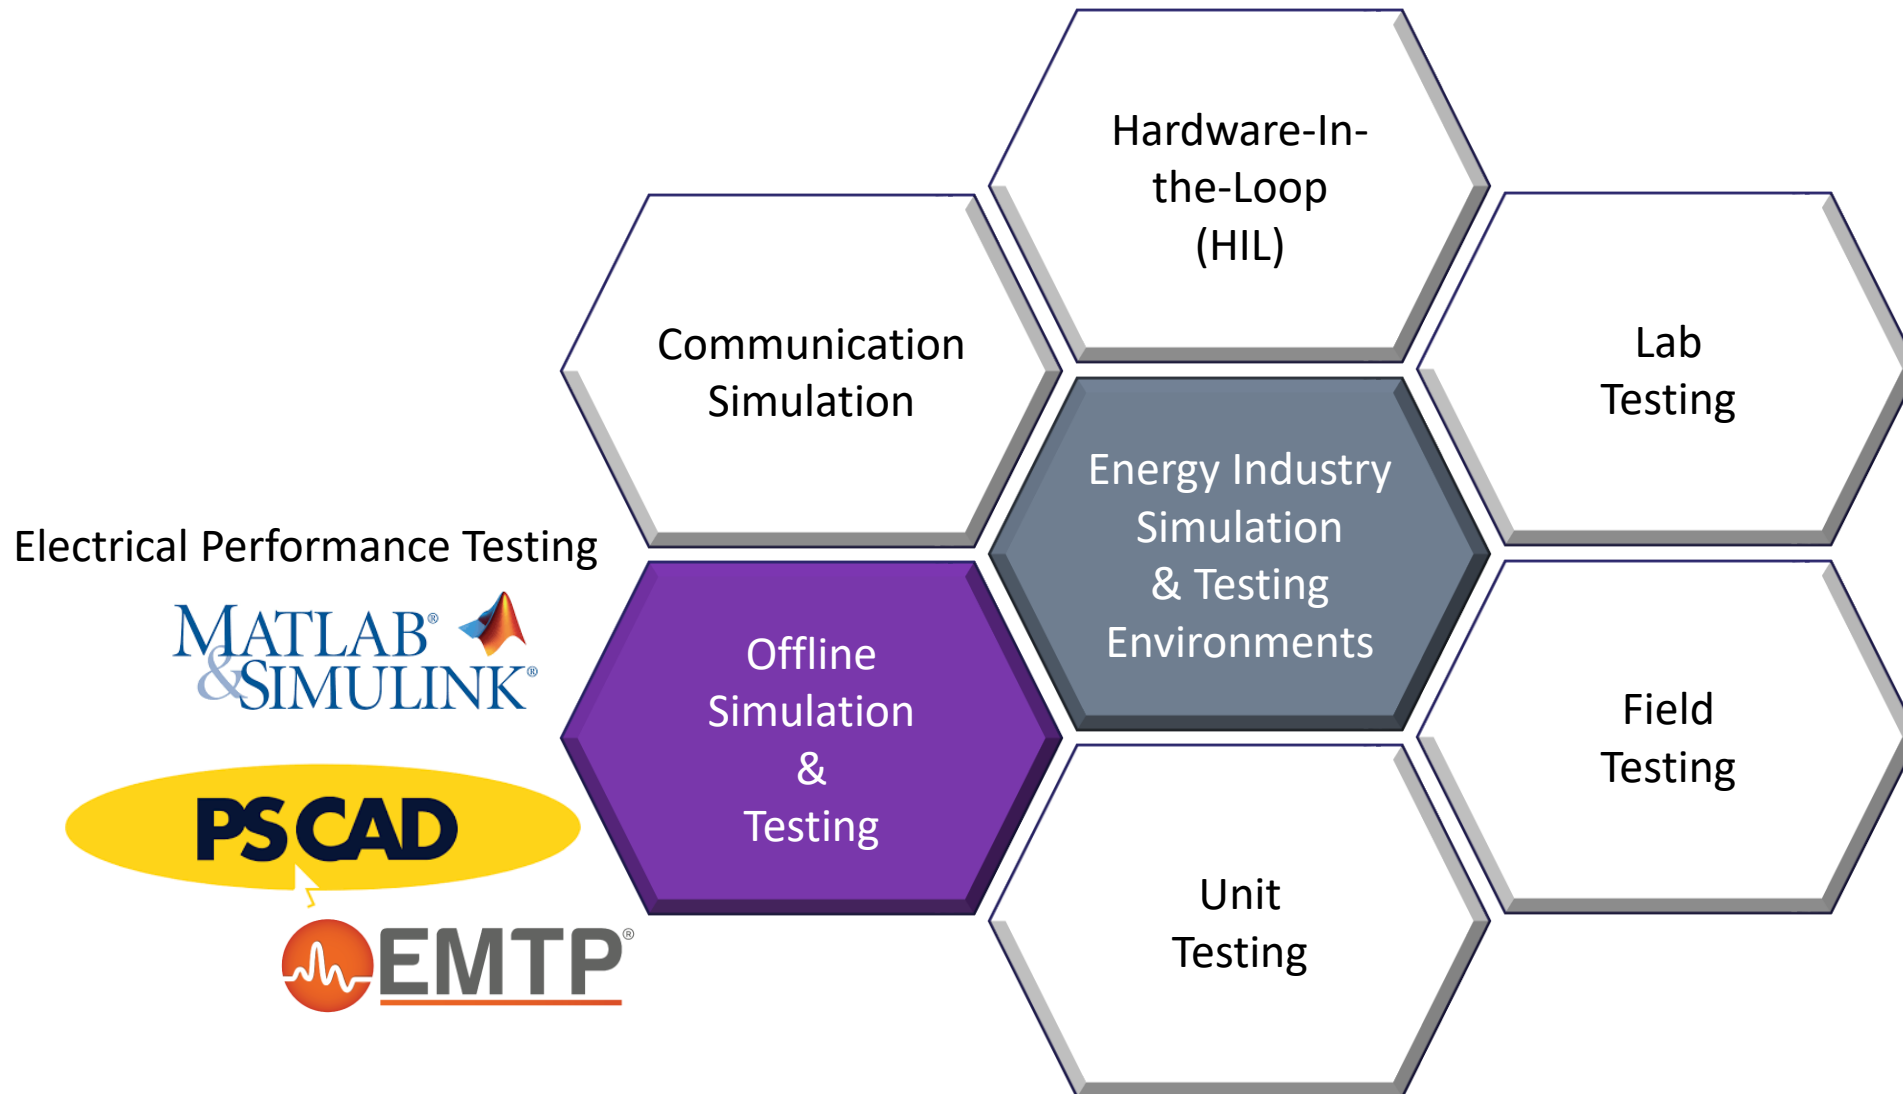 Hardware-In-
the-Loop
(HIL)
Communication
Simulation
Lab
Testing
Energy Industry
Simulation
& Testing
Environments
Electrical Performance Testing
MATLAB®
&SIMULINK®
PSCAD
EMTP®
Offline
Simulation
&
Testing
Field
Testing
Unit
Testing